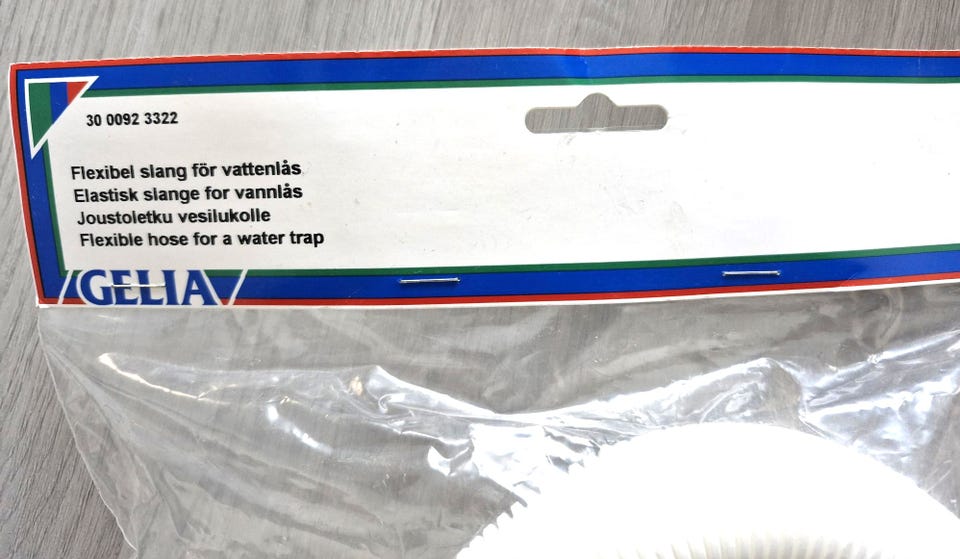 30 0092 3322
Flexibel slang för vattenlås
Elastisk slange for vannlås
Joustoletku vesilukolle
Flexible hose for a water trap
GELIA